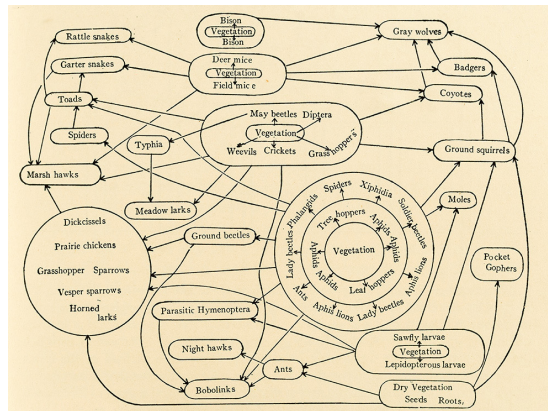 Bison
Vegetation
Bison
Rattle snakes
Gray wolves
Garter snakes
Deer mice
Vegetation
Field mice
Badgers
Toads
Coyotes
Spiders
Typhia
May beetles Diptera
Vegetation
Weevils Crickets Grasshoppers
Ground squirrels
Marsh hawks
Meadow larks
Moles
Dickcissels
Prairie chickens
Grasshopper Sparrows
Vesper sparrows
Horned larks
Ground beetles
Phalangids
Spiders
Xiphidia
Soldier beetles
Aphis lions
Lady beetles
Aphis lions
Ants
Lady beetles
Tree hoppers
Aphids
Aphids
Leaf hoppers
Aphids
Aphids
Vegetation
Pocket
Gophers
Parasitic Hymenoptera
Night hawks
Ants
Bobolinks
Sawfly larvae
Vegetation
Lepidopterous larvae
Dry Vegetation
Seeds Roots,